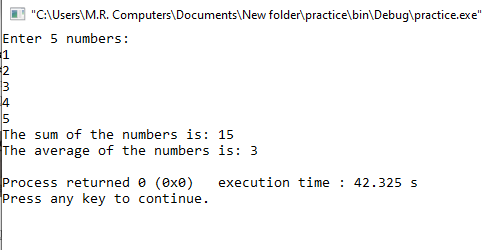 "C:\Users\M.R. Computers\Documents\New folder\practice\bin\Debug\practice.exe"
Enter 5 numbers:
1
2
3
4
5
The sum of the numbers is: 15
The average of the numbers is: 3
Process returned 0 (0x0)   execution time : 42.325 s
Press any key to continue.